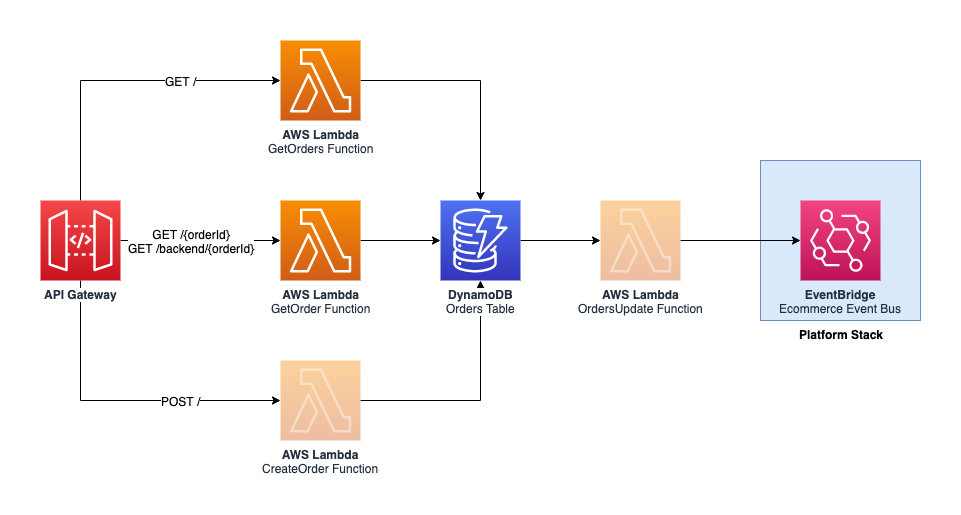 GET /
AWS Lambda
GetOrders Function
API Gateway
GET /{orderId}
GET /backend/{orderId}
AWS Lambda
GetOrder Function
DynamoDB
Orders Table
AWS Lambda
OrdersUpdate Function
EventBridge
Ecommerce Event Bus
Platform Stack
POST /
AWS Lambda
CreateOrder Function